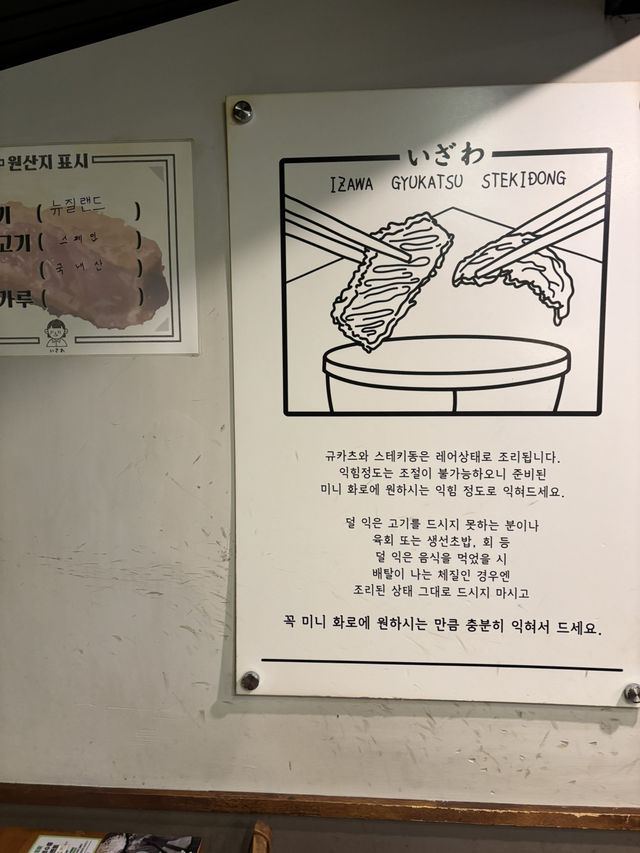 원산지 표시
기 ( 뉴질랜드 )
고기 ( 스페인 )
( 국내산 )
가루 ( )
いざわ
いざわ
IZAWA GYUKATSU STEKIDONG
규카츠와 스테키동은 레어상태로 조리됩니다.
익힘정도는 조절이 불가능하오니 준비된
미니 화로에 원하시는 익힘 정도로 익혀드세요.
덜 익은 고기를 드시지 못하는 분이나
육회 또는 생선초밥, 회 등
덜 익은 음식을 먹었을 시
배탈이 나는 체질인 경우엔
조리된 상태 그대로 드시지 마시고
꼭 미니 화로에 원하시는 만큼 충분히 익혀서 드세요.